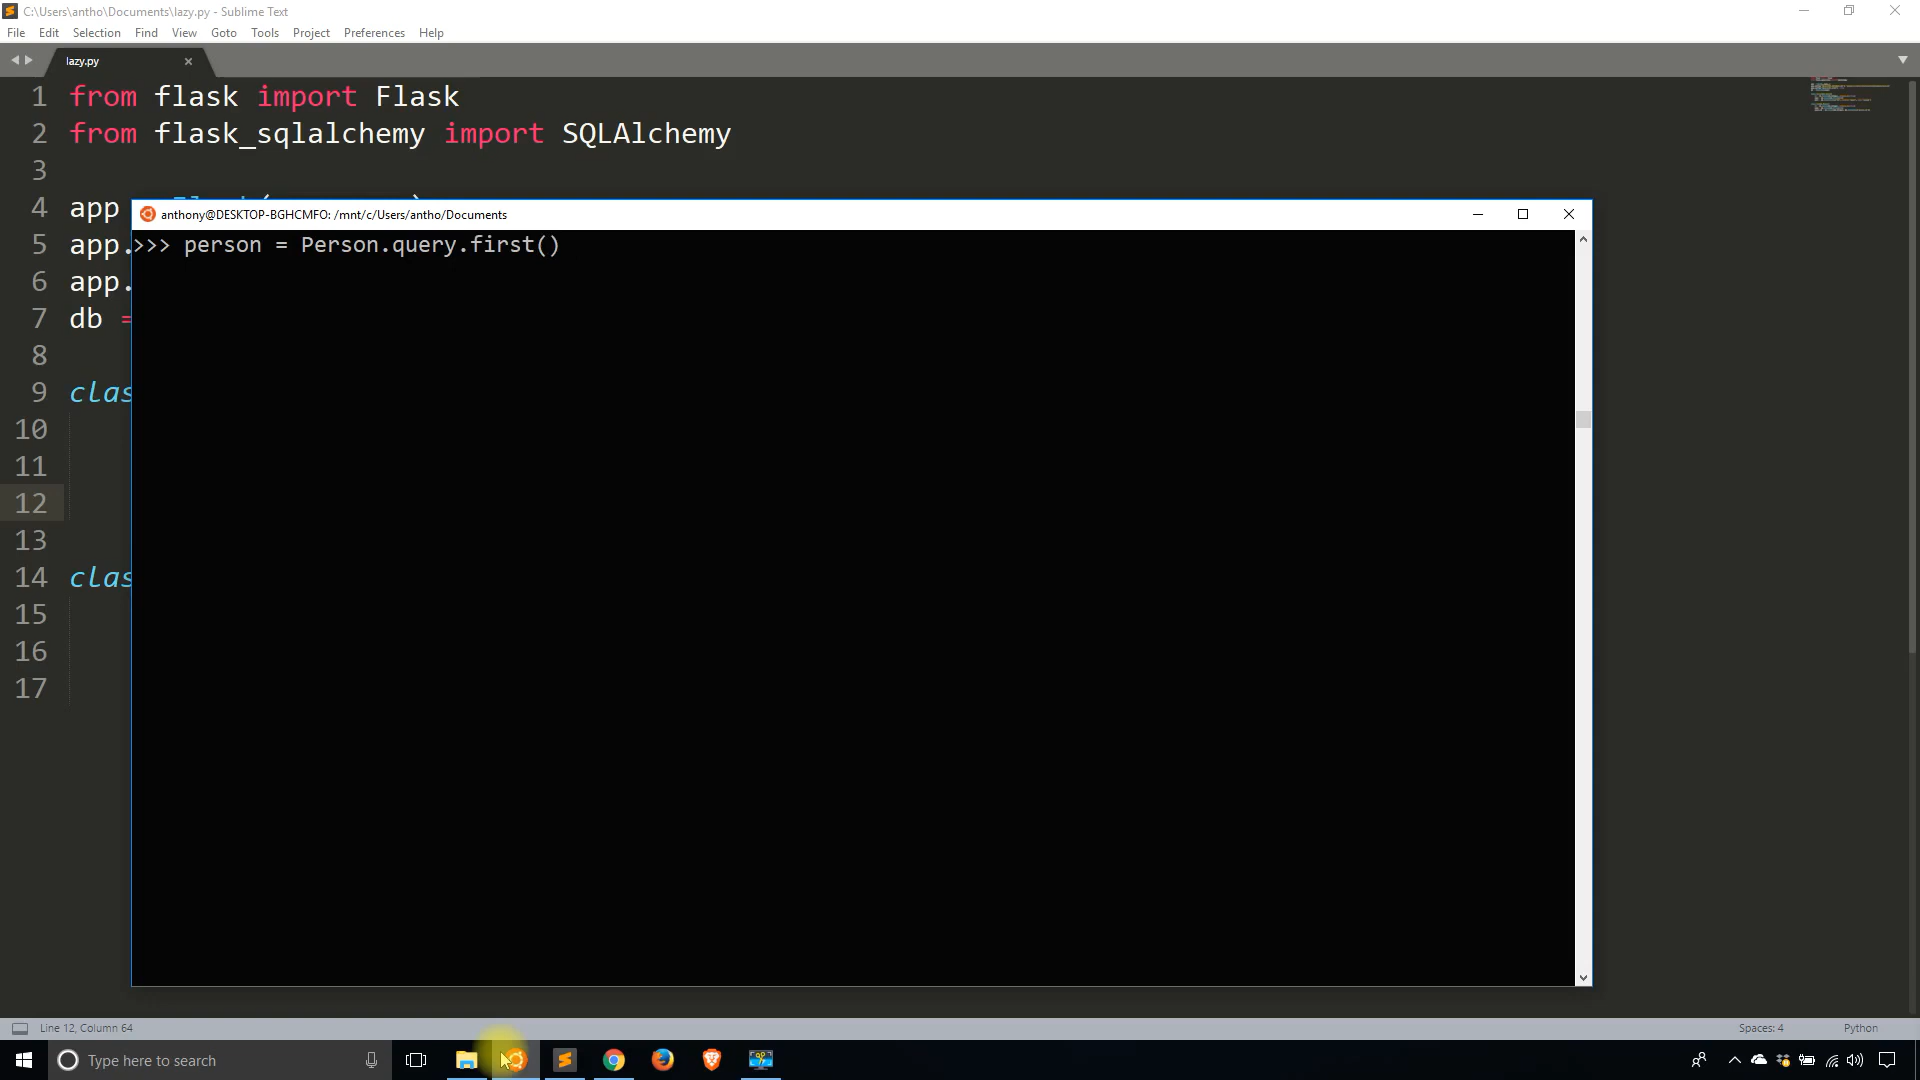 C:\Users\antho\Documents\lazy.py - Sublime Text
File Edit Selection Find View Goto Tools Project Preferences Help
lazy.py
1 from flask import Flask
2 from flask_sqlalchemy import SQLAlchemy
3
4 app
anthony@DESKTOP-BGHCMFO: /mnt/c/Users/antho/Documents
5 app.
>>> person = Person.query.first()
6 app.
7 db =
8
9 clas
10
11
12
13
14 clas
15
16
17
Line 12, Column 64
Spaces: 4
Python
Type here to search